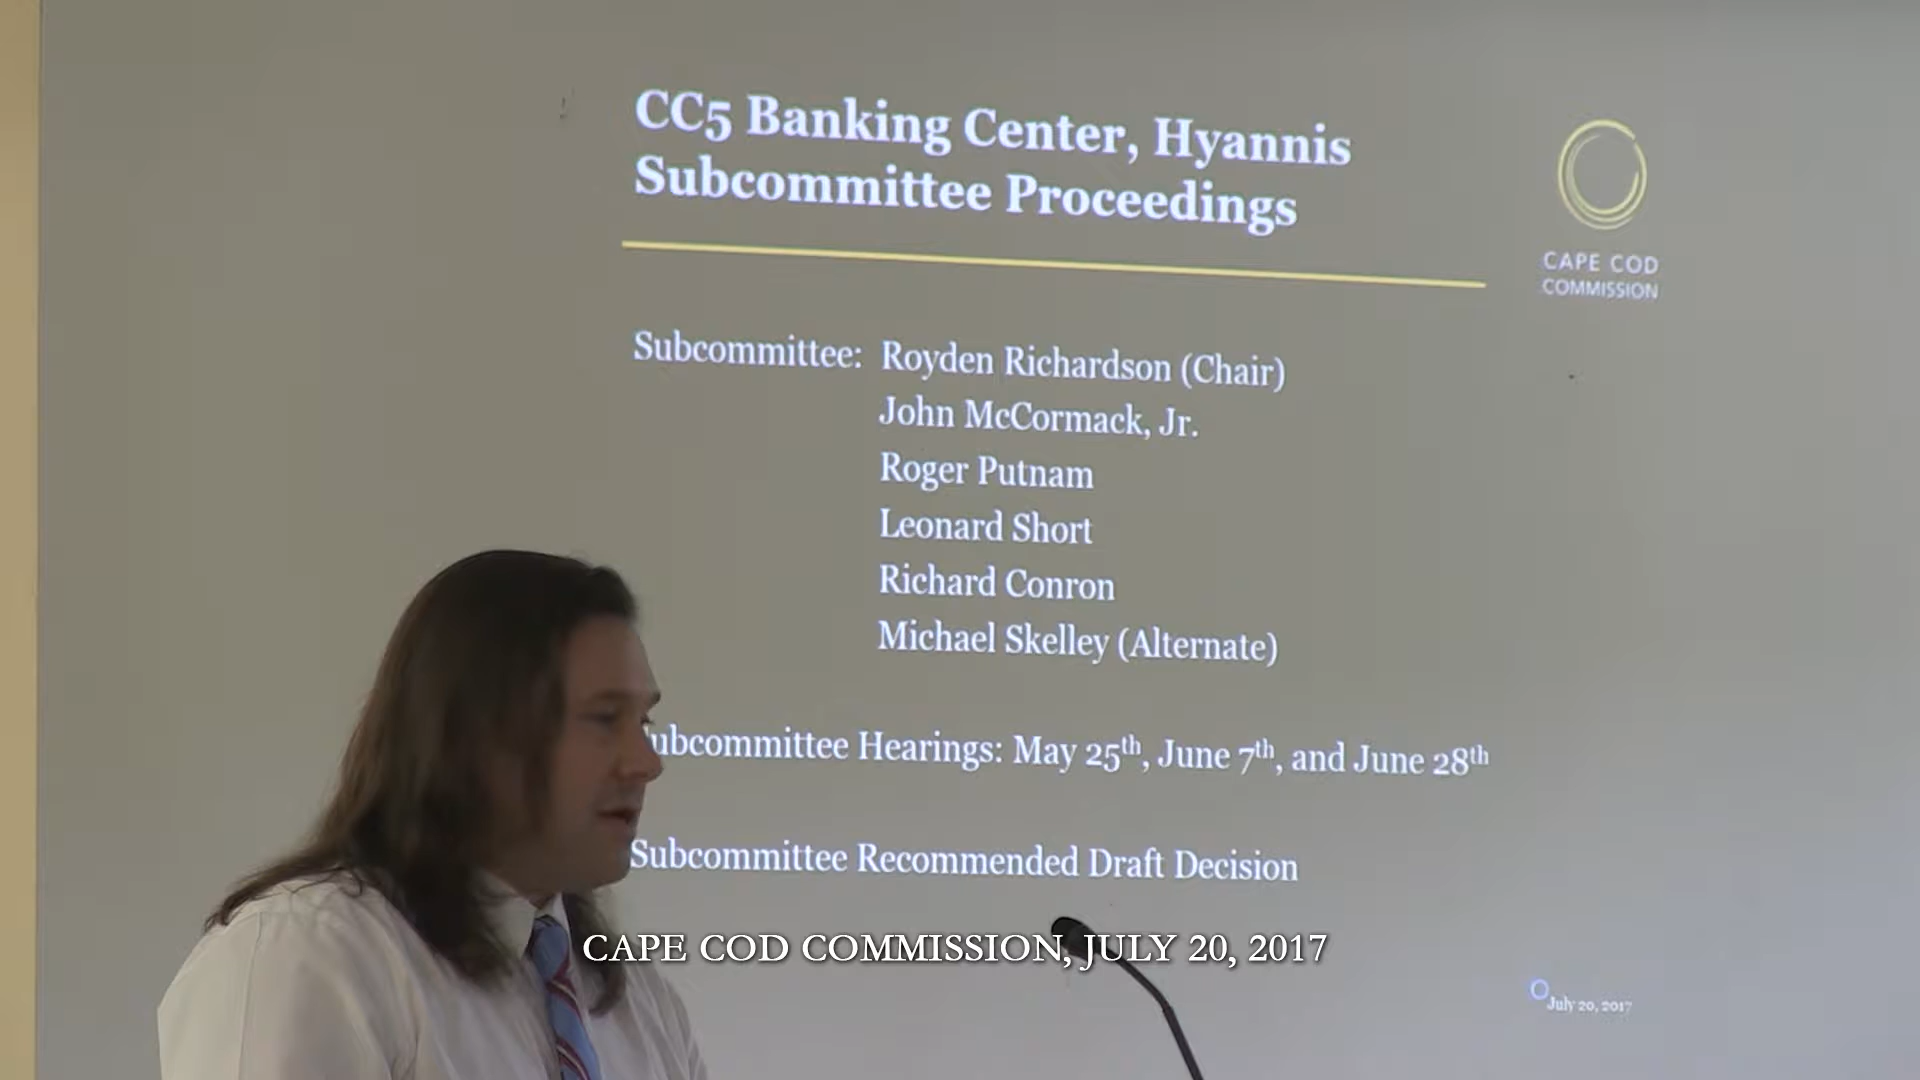 CC5 Banking Center, Hyannis
Subcommittee Proceedings
CAPE COD
COMMISSION
Subcommittee: Royden Richardson (Chair)
John McCormack, Jr.
Roger Putnam
Leonard Short
Richard Conron
Michael Skelley (Alternate)
Subcommittee Hearings: May 25th, June 7th, and June 28th
Subcommittee Recommended Draft Decision
CAPE COD COMMISSION, JULY 20, 2017
July 20, 2017